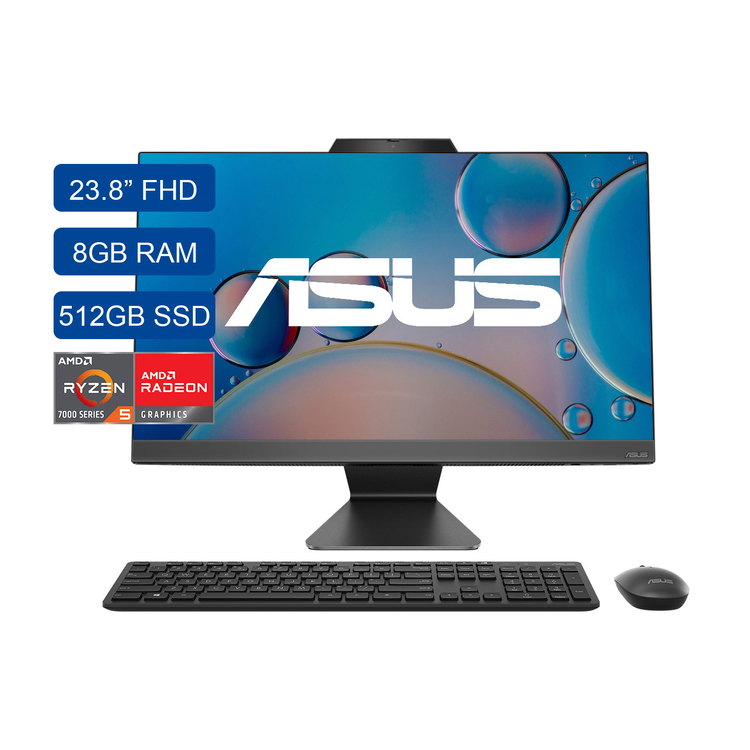 23.8” FHD
8GB RAM
512GB SSD
AMD
RYZEN
7000 SERIES 5
AMD
RADEON
GRAPHICS
ASUS
ASUS
ASUS